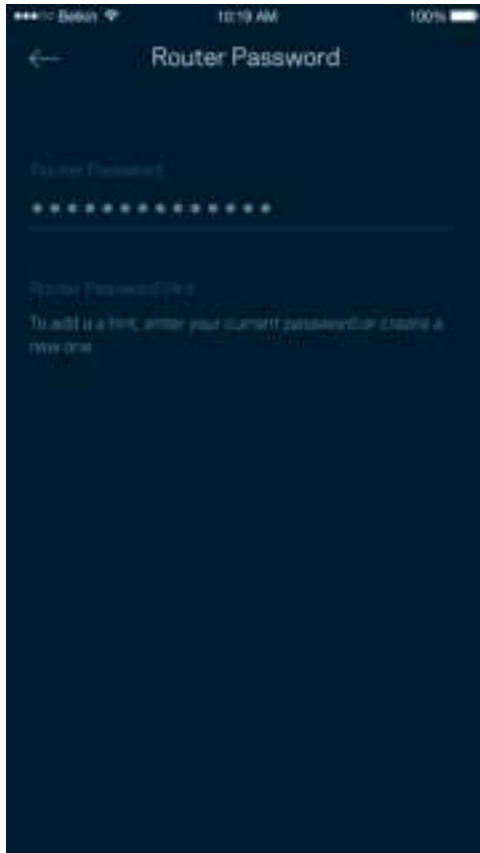 Belkin 10:19 AM 100%
Router Password
Router Password
••••••••••••••
Router Password Hint
To add a hint, enter your current password or create a
new one